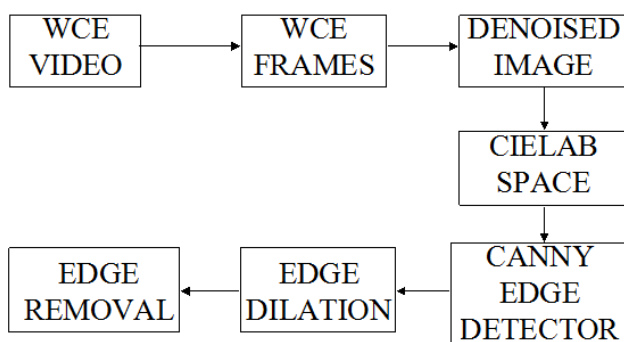 WCE
VIDEO
WCE
FRAMES
DENOISED
IMAGE
CIELAB
SPACE
CANNY
EDGE
DETECTOR
EDGE
DILATION
EDGE
REMOVAL